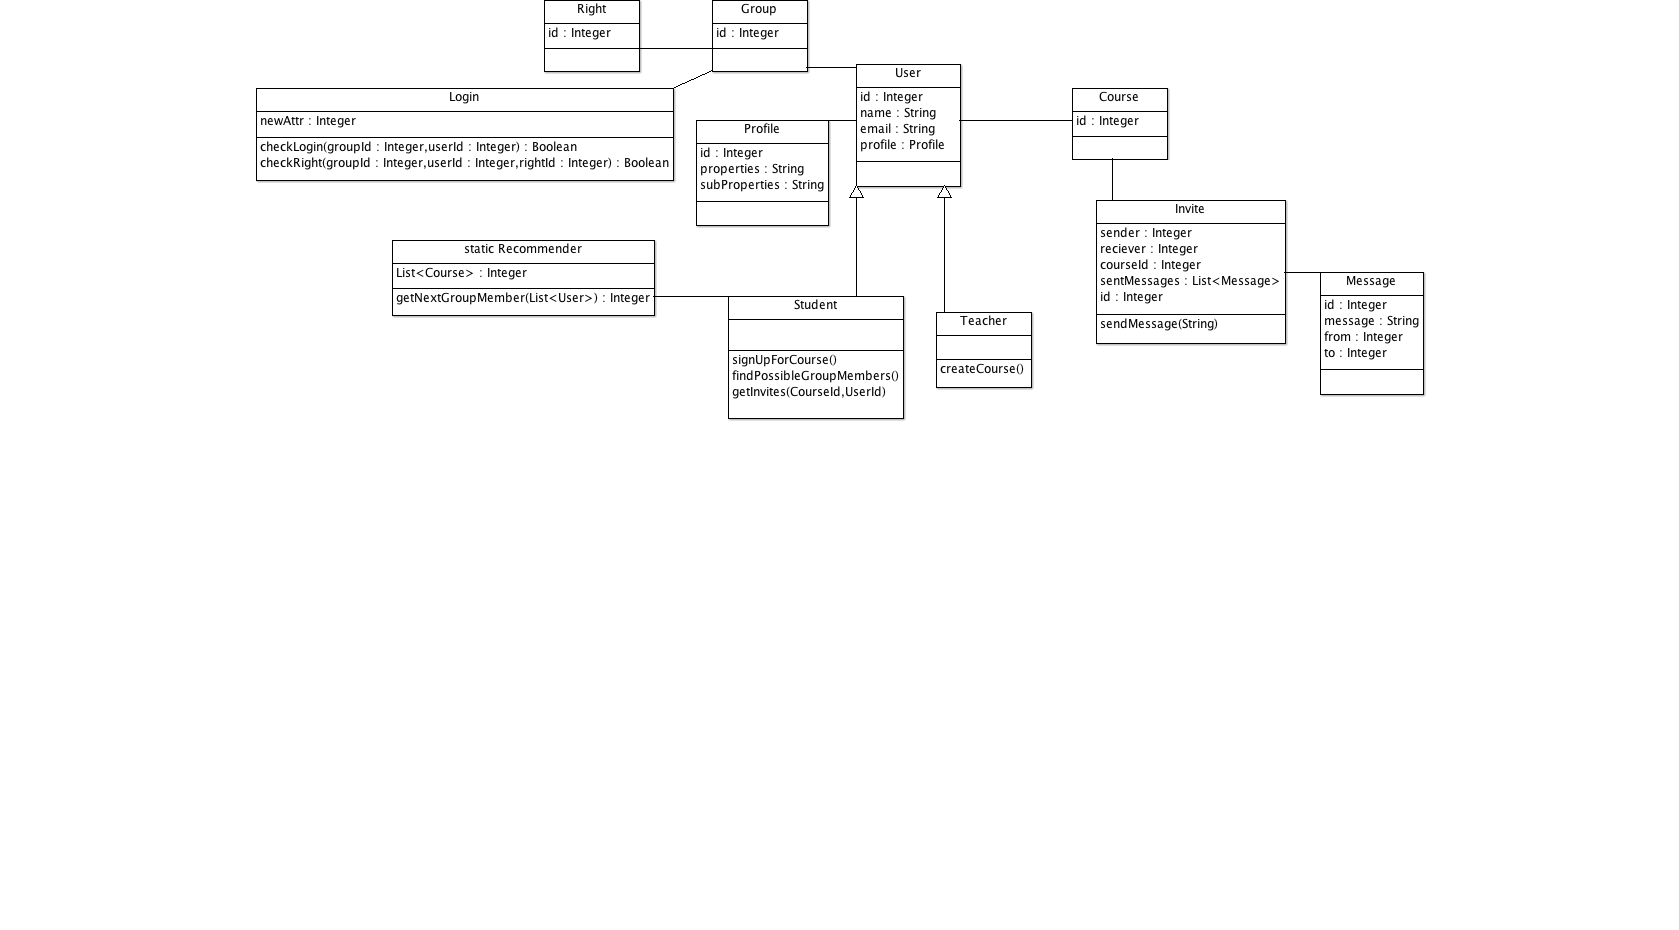 Right
id : Integer
Group
id : Integer
Login
newAttr : Integer
checkLogin(groupId : Integer,userId : Integer) : Boolean
checkRight(groupId : Integer,userId : Integer,rightId : Integer) : Boolean
Profile
id : Integer
properties : String
subProperties : String
User
id : Integer
name : String
email : String
profile : Profile
Course
id : Integer
static Recommender
List<Course> : Integer
getNextGroupMember(List<User>) : Integer
Student
signUpForCourse()
findPossibleGroupMembers()
getInvites(CourseId,UserId)
Teacher
createCourse()
Invite
sender : Integer
reciever : Integer
courseId : Integer
sentMessages : List<Message>
id : Integer
sendMessage(String)
Message
id : Integer
message : String
from : Integer
to : Integer